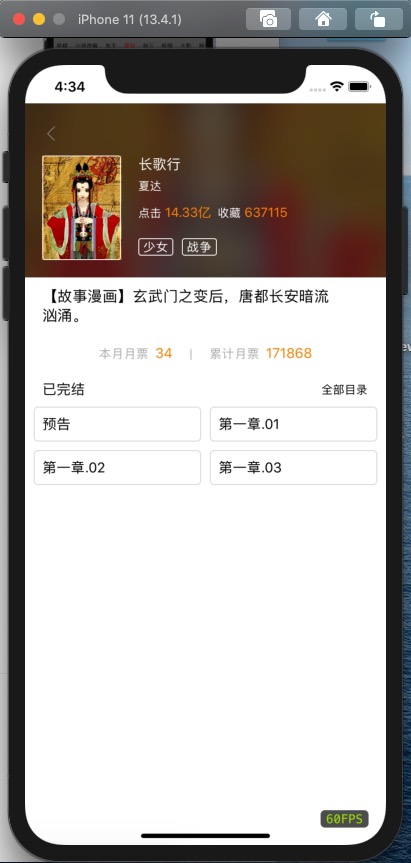 iPhone 11 (13.4.1)
4:34
长歌行
夏达
点击 14.33亿 收藏 637115
少女 战争
【故事漫画】玄武门之变后，唐都长安暗流
汹涌。
本月月票 34 | 累计月票 171868
已完结 全部目录
预告 第一章.01
第一章.02 第一章.03
60FPS